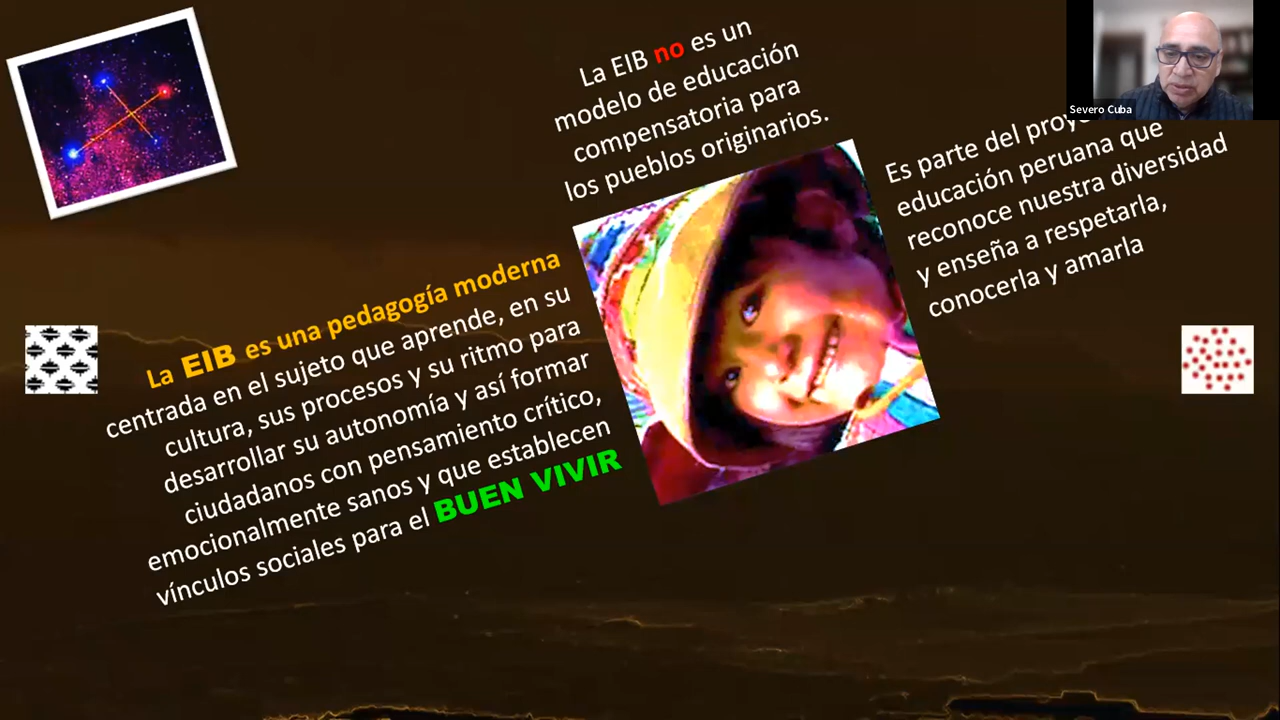 La EIB no es un
modelo de educación
compensatoria para
los pueblos originarios.
Severo Cuba
Es parte del
educación peruana que
reconoce nuestra diversidad
y enseña a respetarla,
conocerla y amarla
La EIB es una pedagogía moderna
centrada en el sujeto que aprende, en su
cultura, sus procesos y su ritmo para
desarrollar su autonomía y así formar
ciudadanos con pensamiento crítico,
emocionalmente sanos y que establecen
vínculos sociales para el BUEN VIVIR